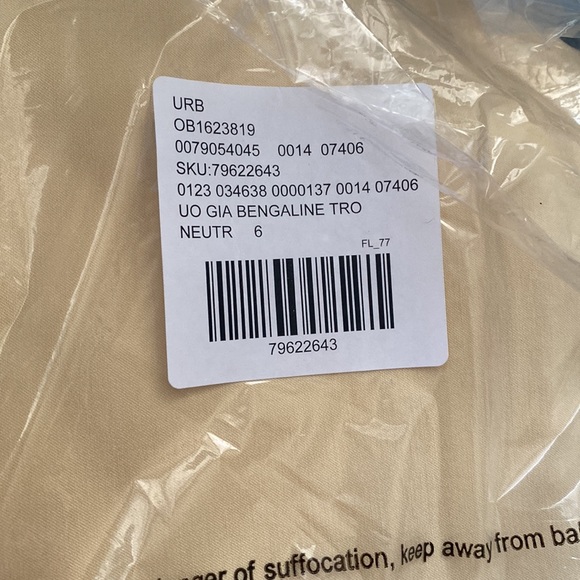 URB
OB1623819
0079054045 0014 07406
SKU:79622643
0123 034638 0000137 0014 07406
UO GIA BENGALINE TRO
NEUTR 6
FL_77
79622643
of suffocation, keep away from